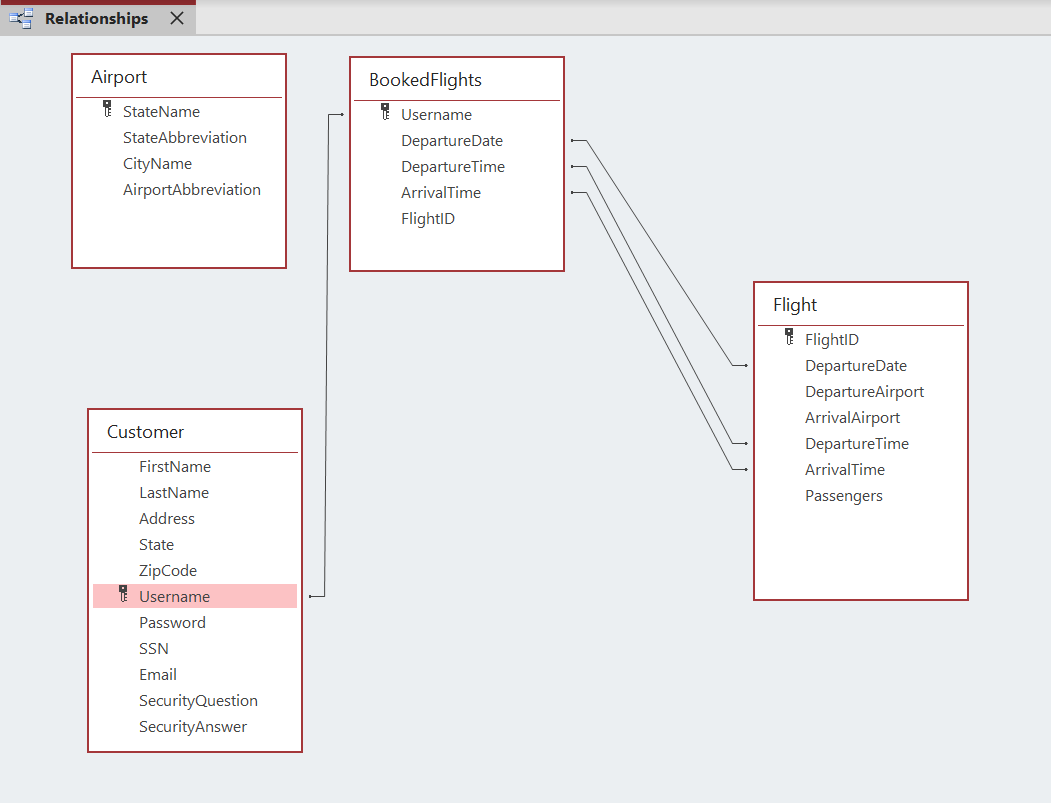 Relationships
Airport
StateName
StateAbbreviation
CityName
AirportAbbreviation
BookedFlights
Username
DepartureDate
DepartureTime
ArrivalTime
FlightID
Flight
FlightID
DepartureDate
DepartureAirport
ArrivalAirport
DepartureTime
ArrivalTime
Passengers
Customer
FirstName
LastName
Address
State
ZipCode
Username
Password
SSN
Email
SecurityQuestion
SecurityAnswer